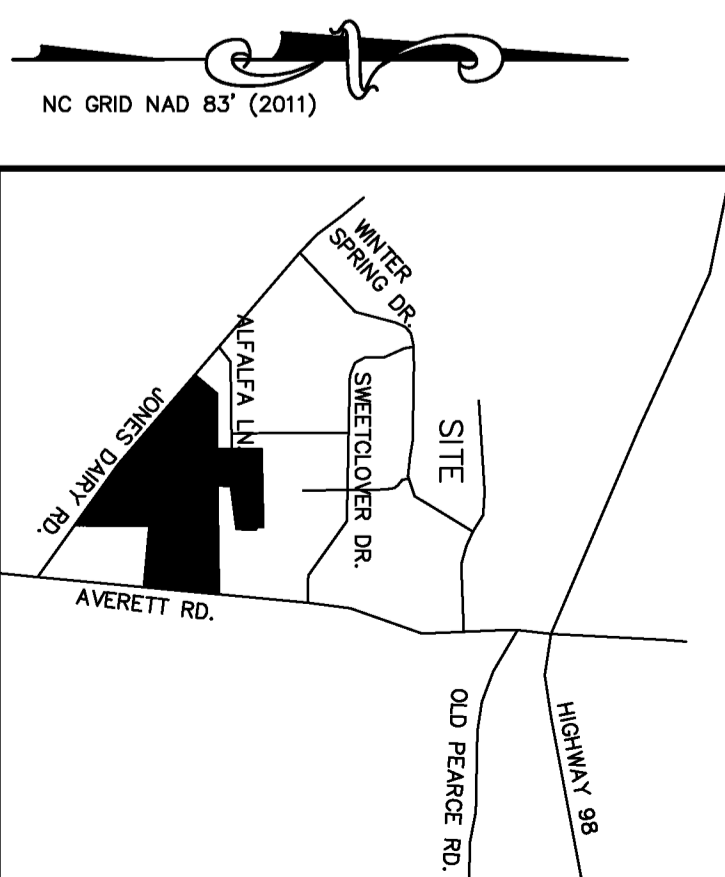 NC GRID NAD 83' (2011)
WINTER
SPRING DR.
ALFALFA LN.
SWEETCLOVER DR.
SITE
JONES DAIRY RD.
AVERETT RD.
OLD PEARCE RD.
HIGHWAY 98